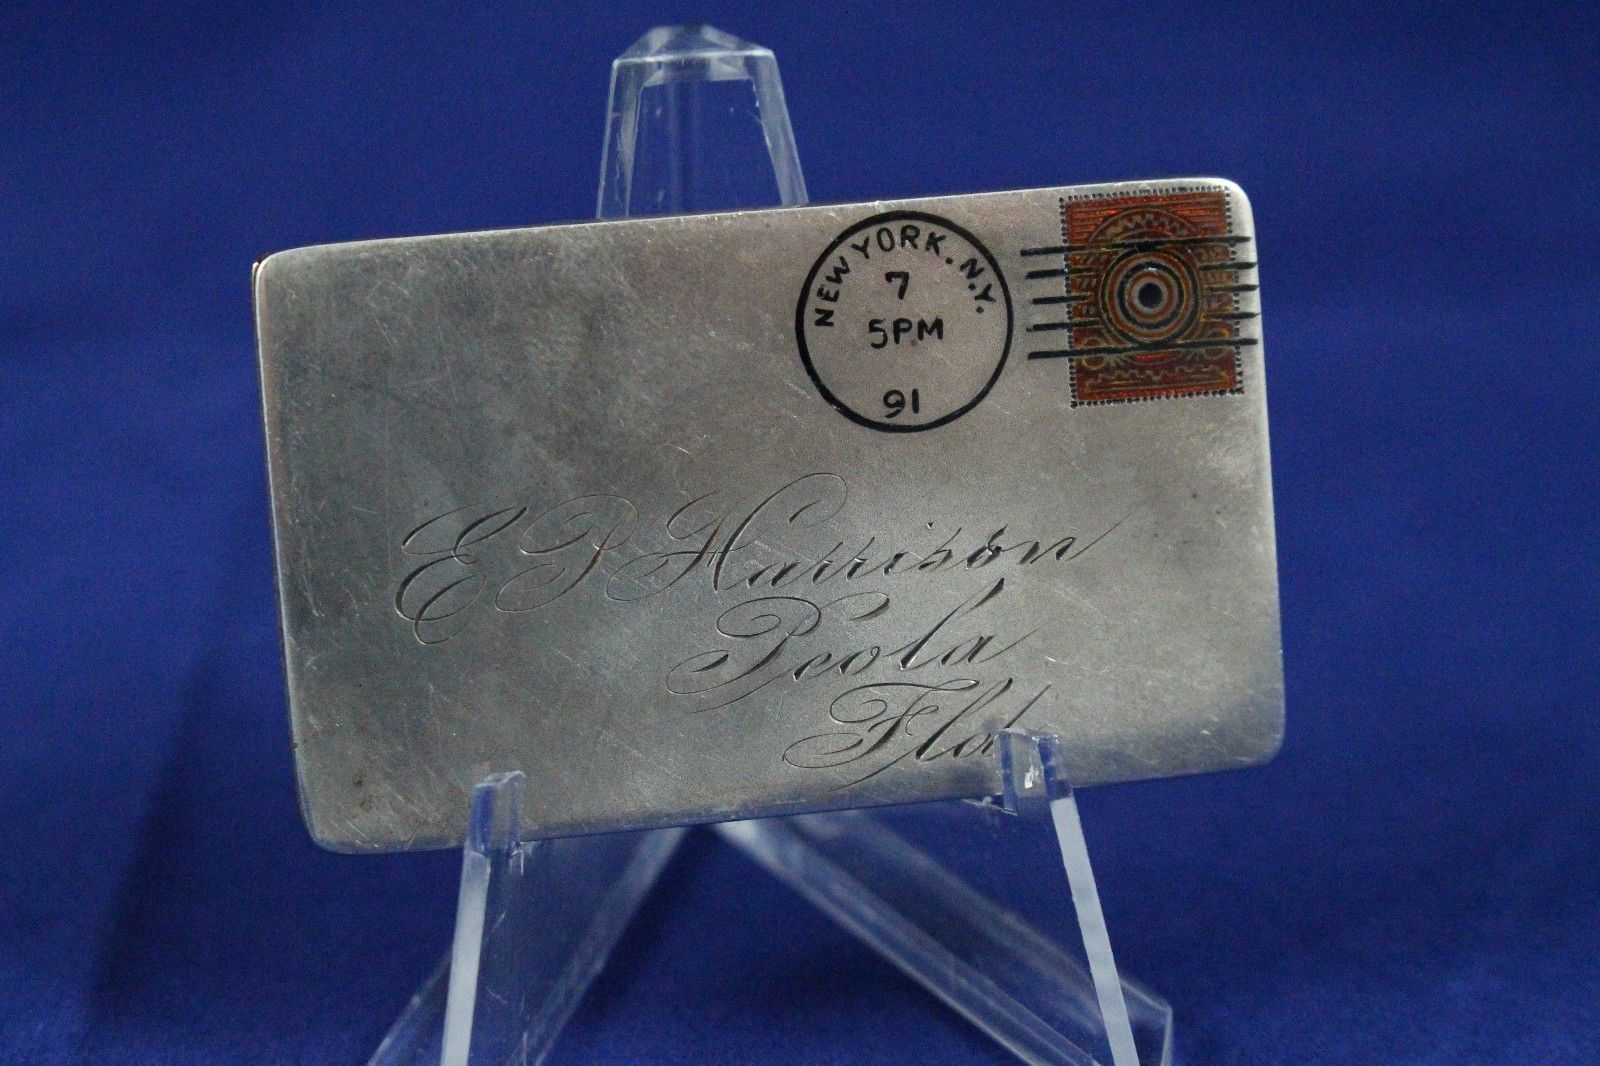 NEW YORK. N.Y.
7
5PM
91
E P Harrison
Peola
Fla